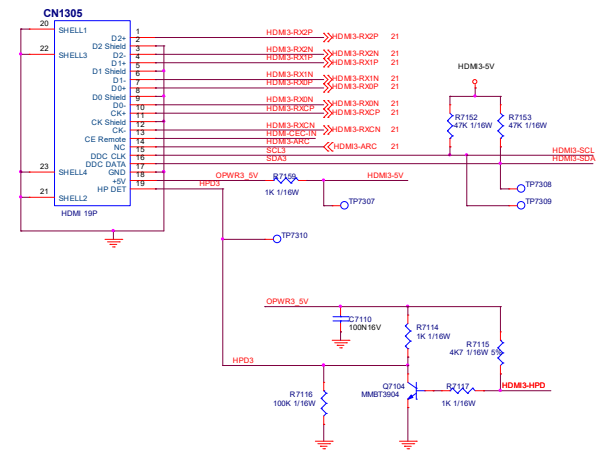 CN1305
20 SHELL1
22 SHELL3
23 SHELL4
21 SHELL2
D2+ 1 HDMI3-RX2P HDMI3-RX2P 21
D2 Shield 2
D2- 3 HDMI3-RX2N HDMI3-RX2N 21
D1+ 4 HDMI3-RX1P HDMI3-RX1P 21
D1 Shield 5
D1- 6 HDMI3-RX1N HDMI3-RX1N 21
D0+ 7 HDMI3-RX0P HDMI3-RX0P 21
D0 Shield 8
D0- 9 HDMI3-RX0N HDMI3-RX0N 21
CK+ 10 HDMI3-RXCP HDMI3-RXCP 21
CK Shield 11
CK- 12 HDMI3-RXCN HDMI3-RXCN 21
CE Remote 13 HDMI-CEC-IN
NC 14 HDMI3-ARC HDMI3-ARC 21
DDC CLK 15 SCL3 HDMI3-SCL
DDC DATA 16 SDA3 HDMI3-SDA
GND 17
+5V 18 OPWR3_5V R7159 HDMI3-5V
HP DET 19 HPD3 1K 1/16W
HDMI 19P
HDMI3-5V
R7152
47K 1/16W
R7153
47K 1/16W
TP7308
TP7309
TP7307
TP7310
OPWR3_5V
C7110
100N16V
R7114
1K 1/16W
R7115
4K7 1/16W 5%
HPD3
R7116
100K 1/16W
Q7104
MMBT3904
R7117
1K 1/16W
HDMI3-HPD